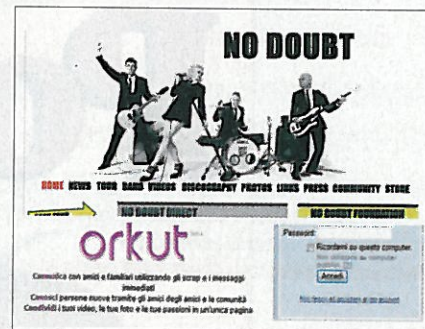 NO DOUBT
HOME NEWS TOUR BAND VIDEOS DISCOGRAPHY PHOTOS LINKS PRESS COMMUNITY STORE
NO DOUBT DIRECT
NO DOUBT FOUNDATION
orkut
Comunica con amici e familiari utilizzando gli scrap e i messaggi
immediati
Conosci persone nuove tramite gli amici degli amici e le comunità
Condividi i tuoi video, le tue foto e le tue passioni in un'unica pagina
Password:
Ricordami su questo computer.
Accedi